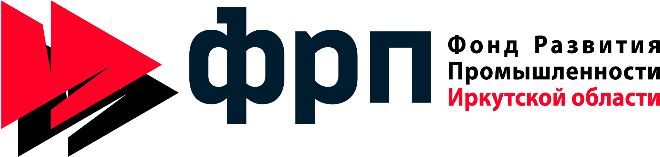 фрп
Фонд Развития
Промышленности
Иркутской области